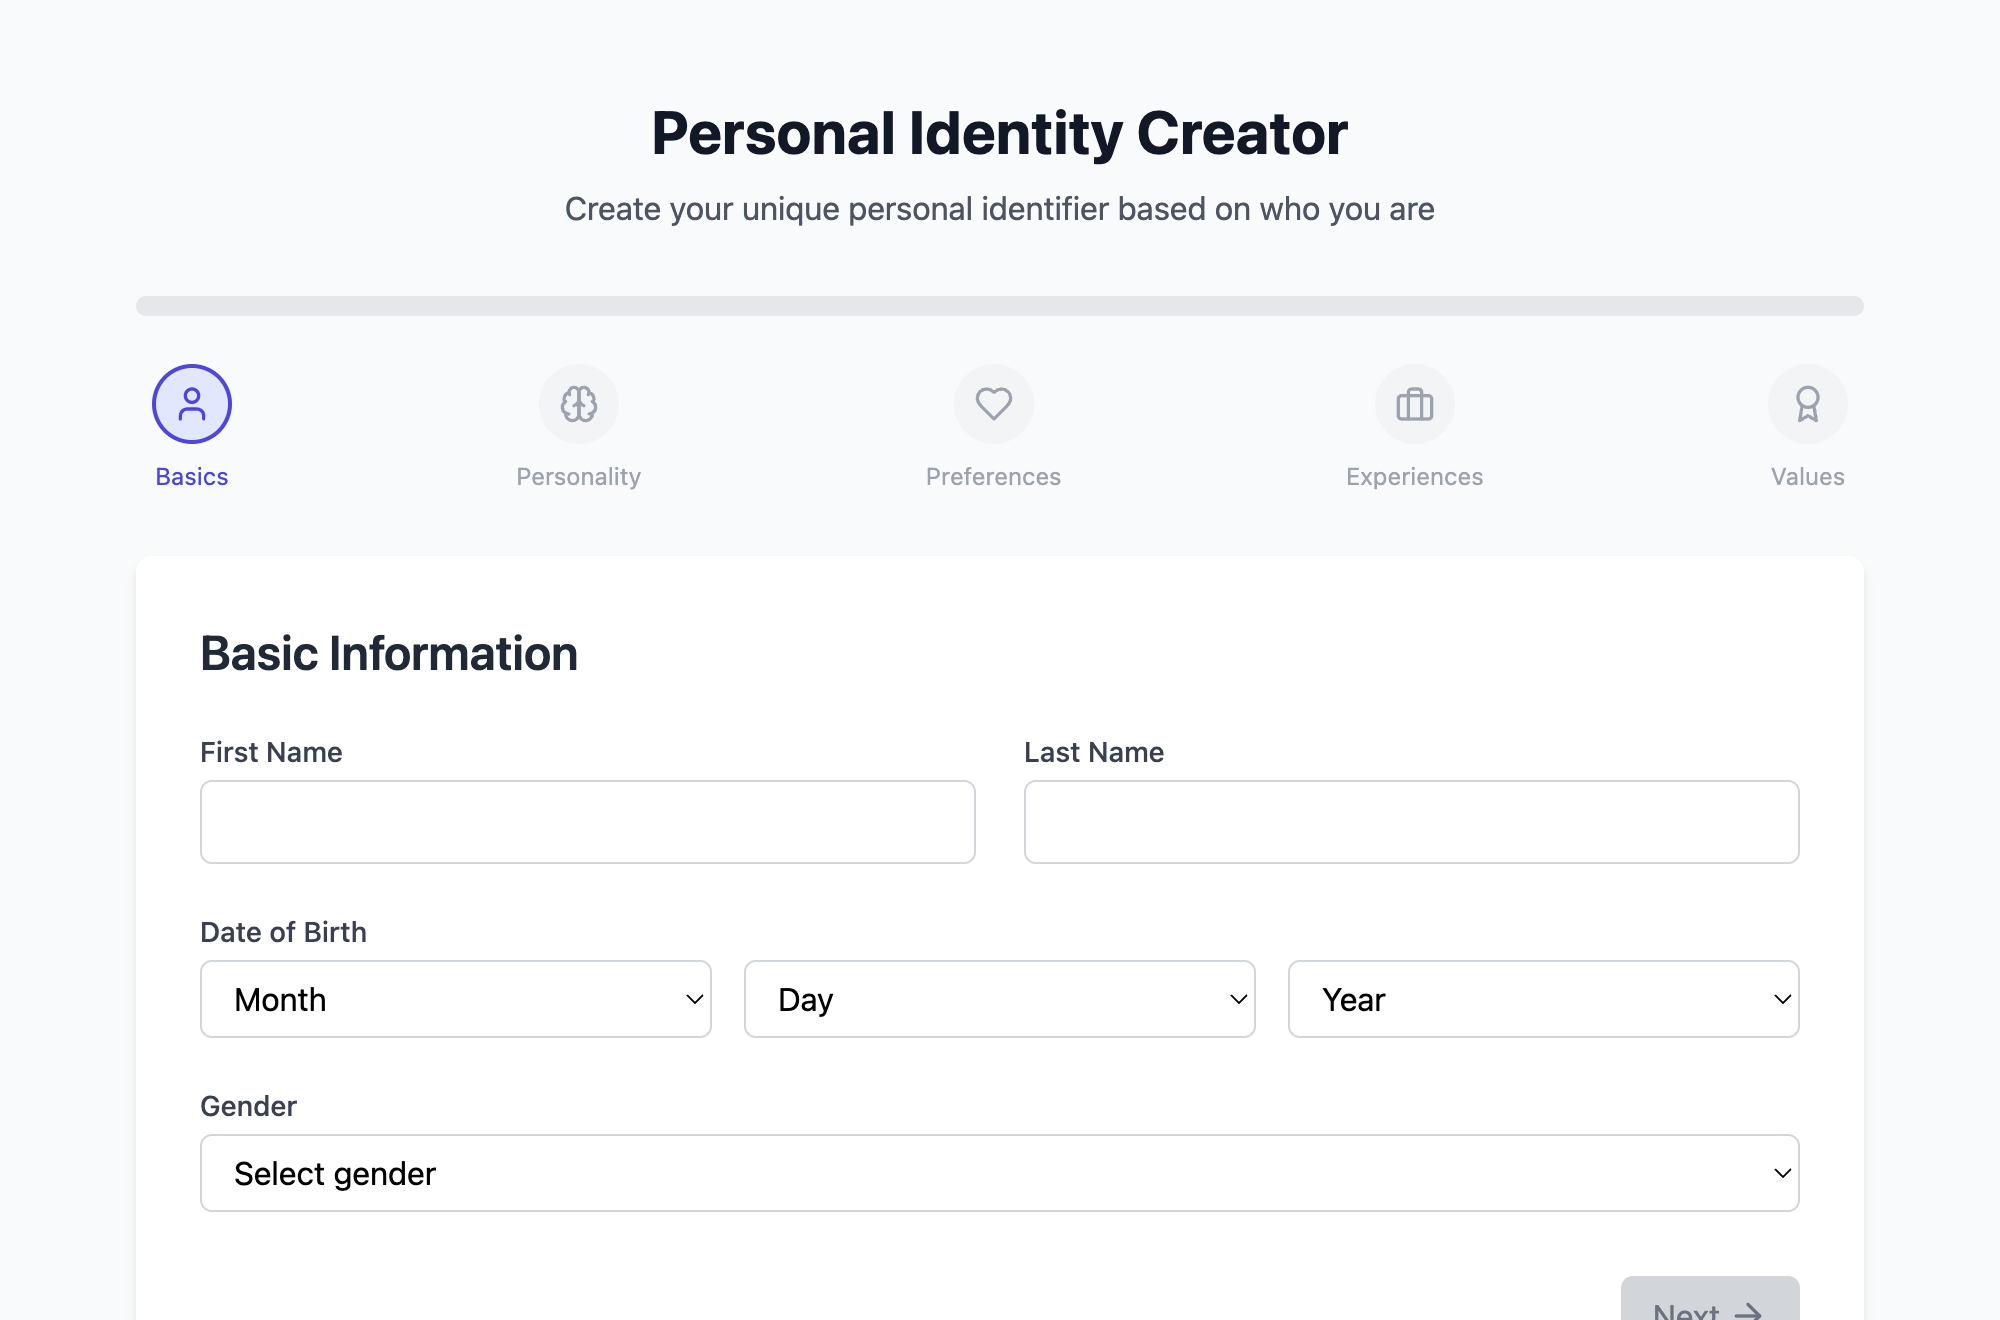 Personal Identity Creator
Create your unique personal identifier based on who you are
Basics
Personality
Preferences
Experiences
Values
Basic Information
First Name
Last Name
Date of Birth
Month
Day
Year
Gender
Select gender
Next